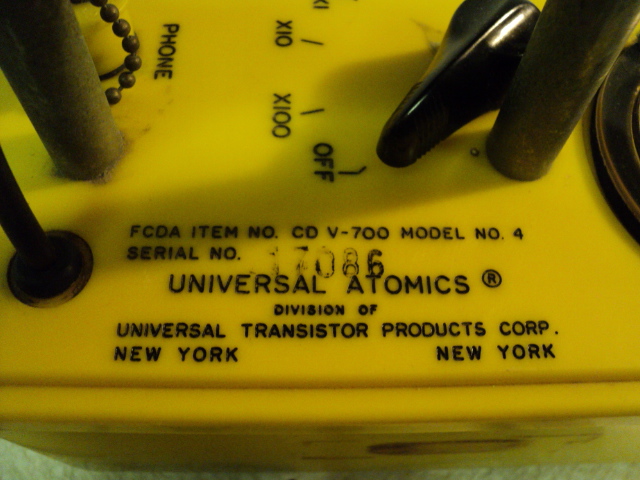 PHONE
X1
X10
X100
OFF
FCDA ITEM NO. CD V-700 MODEL NO. 4
SERIAL NO. 17086
UNIVERSAL ATOMICS ®
DIVISION OF
UNIVERSAL TRANSISTOR PRODUCTS CORP.
NEW YORK NEW YORK